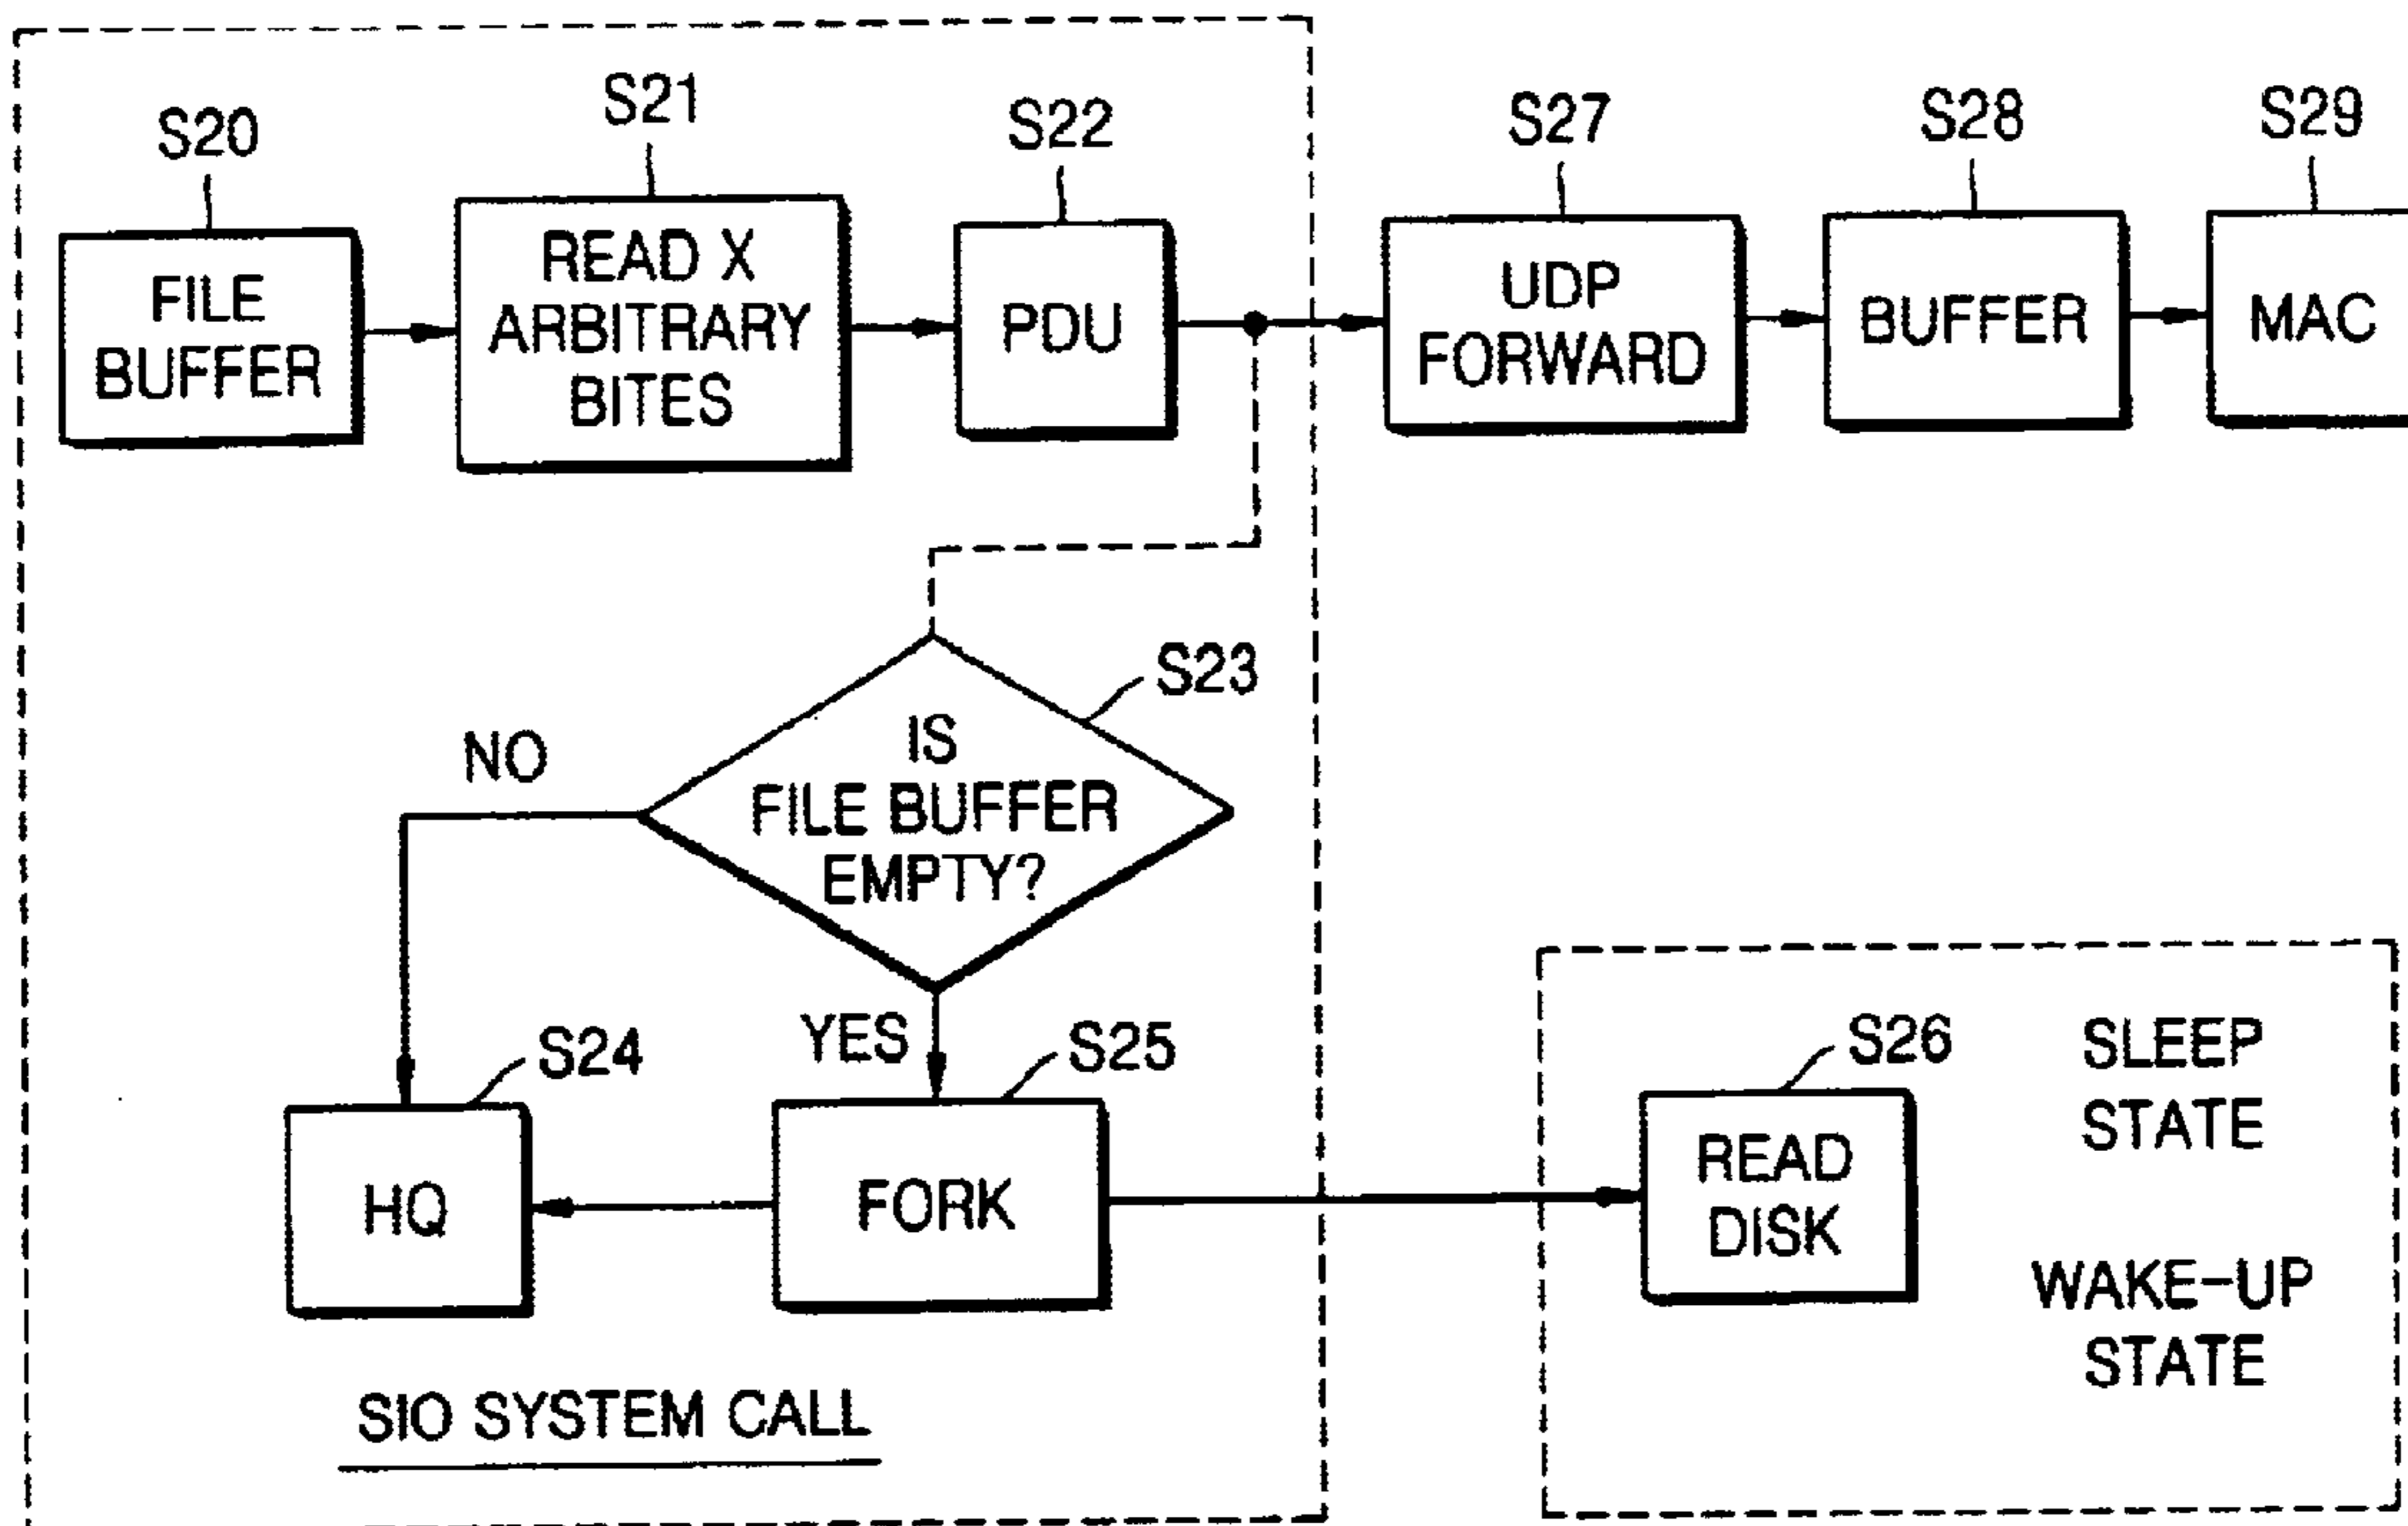 S20
S21
S22
S27
S28
S29
FILE
BUFFER
READ X
ARBITRARY
BITES
PDU
UDP
FORWARD
BUFFER
MAC
S23
IS
FILE BUFFER
EMPTY?
NO
YES
S24
HQ
S25
FORK
S26
READ
DISK
SLEEP
STATE
WAKE-UP
STATE
SIO SYSTEM CALL